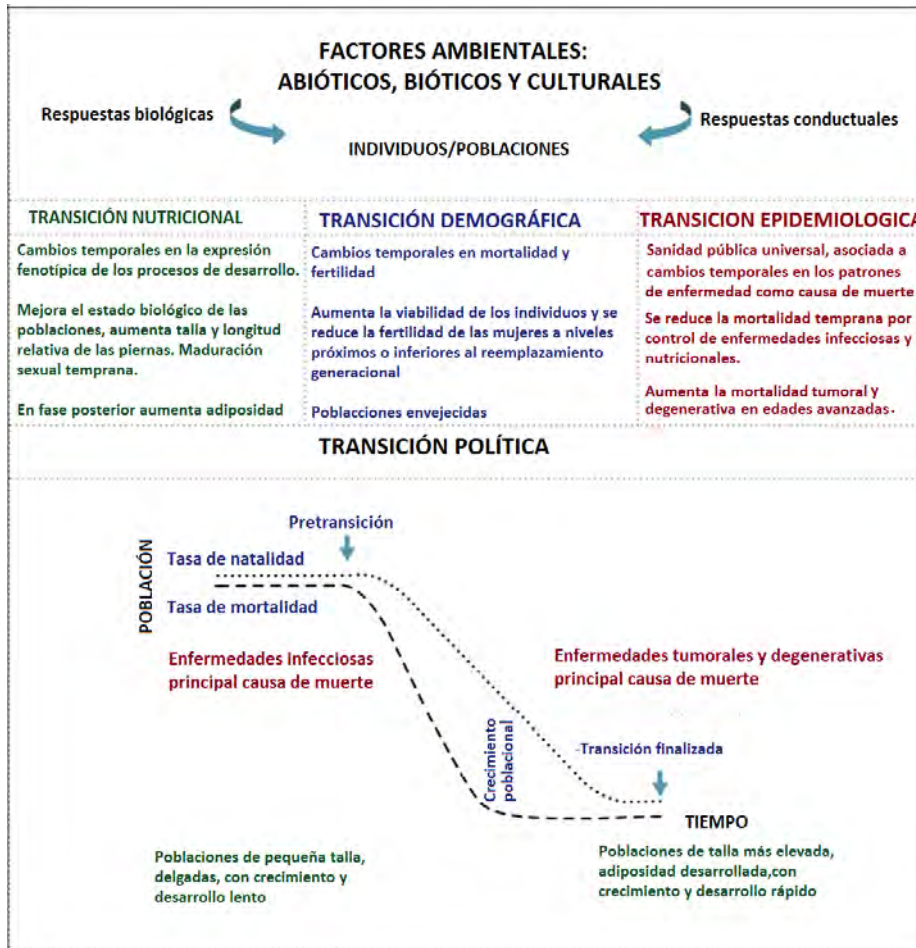 FACTORES AMBIENTALES:
ABIÓTICOS, BIÓTICOS Y CULTURALES
Respuestas biológicas
Respuestas conductuales
INDIVIDUOS/POBLACIONES
TRANSICIÓN NUTRICIONAL
Cambios temporales en la expresión
fenotípica de los procesos de desarrollo.
Mejora el estado biológico de las
poblaciones, aumenta talla y longitud
relativa de las piernas. Maduración
sexual temprana.
En fase posterior aumenta adiposidad
TRANSICIÓN DEMOGRÁFICA
Cambios temporales en mortalidad y
fertilidad
Aumenta la viabilidad de los individuos y se
reduce la fertilidad de las mujeres a niveles
próximos o inferiores al reemplazamiento
generacional
Poblacciones envejecidas
TRANSICION EPIDEMIOLOGICA
Sanidad pública universal, asociada a
cambios temporales en los patrones
de enfermedad como causa de muerte
Se reduce la mortalidad temprana por
control de enfermedades infecciosas y
nutricionales.
Aumenta la mortalidad tumoral y
degenerativa en edades avanzadas.
TRANSICIÓN POLÍTICA
Pretransición
POBLACIÓN
Tasa de natalidad
Tasa de mortalidad
Enfermedades infecciosas
principal causa de muerte
Enfermedades tumorales y degenerativas
principal causa de muerte
Crecimiento
poblacional
-Transición finalizada
TIEMPO
Poblaciones de pequeña talla,
delgadas, con crecimiento y
desarrollo lento
Poblaciones de talla más elevada,
adiposidad desarrollada,con
crecimiento y desarrollo rápido